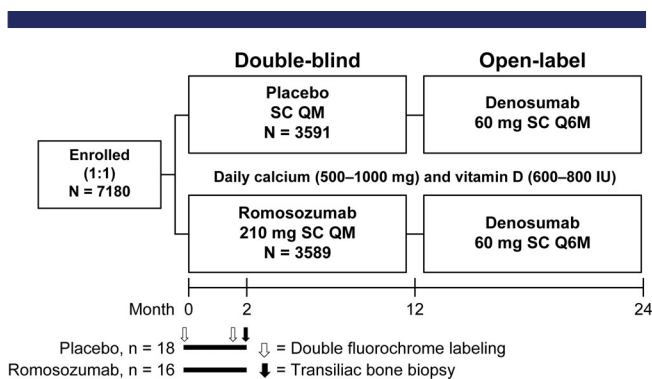 Double-blind
Open-label
Placebo
SC QM
N = 3591
Denosumab
60 mg SC Q6M
Enrolled
(1:1)
N = 7180
Daily calcium (500–1000 mg) and vitamin D (600–800 IU)
Romosozumab
210 mg SC QM
N = 3589
Denosumab
60 mg SC Q6M
Month 0 2 12 24
Placebo, n = 18
= Double fluorochrome labeling
Romosozumab, n = 16
= Transiliac bone biopsy